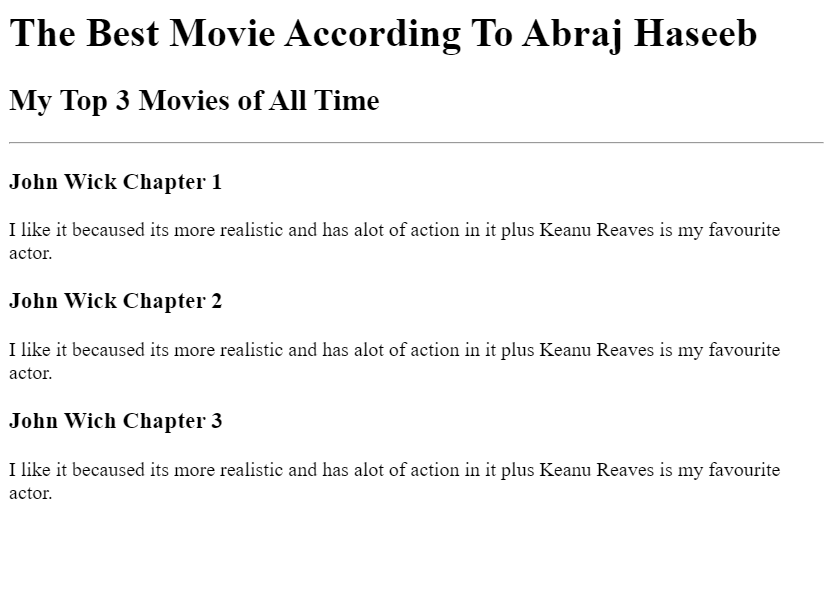 The Best Movie According To Abraj Haseeb
My Top 3 Movies of All Time
John Wick Chapter 1
I like it becaused its more realistic and has alot of action in it plus Keanu Reaves is my favourite
actor.
John Wick Chapter 2
I like it becaused its more realistic and has alot of action in it plus Keanu Reaves is my favourite
actor.
John Wich Chapter 3
I like it becaused its more realistic and has alot of action in it plus Keanu Reaves is my favourite
actor.